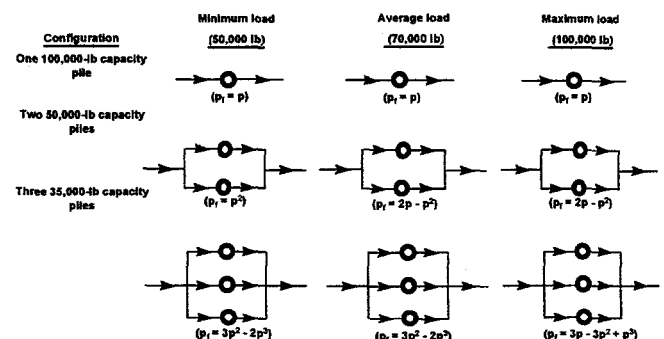 Minimum load
Average load
Maximum load
Configuration
(50,000 lb)
(70,000 lb)
(100,000 lb)
One 100,000-lb capacity
pile
(pf = p)
(pf = p)
(pf = p)
Two 50,000-lb capacity
piles
(pf = p²)
(pf = 2p - p²)
(pf = 2p - p²)
Three 35,000-lb capacity
piles
(pf = 3p² - 2p³)
(pf = 3p² - 2p³)
(pf = 3p - 3p² + p³)